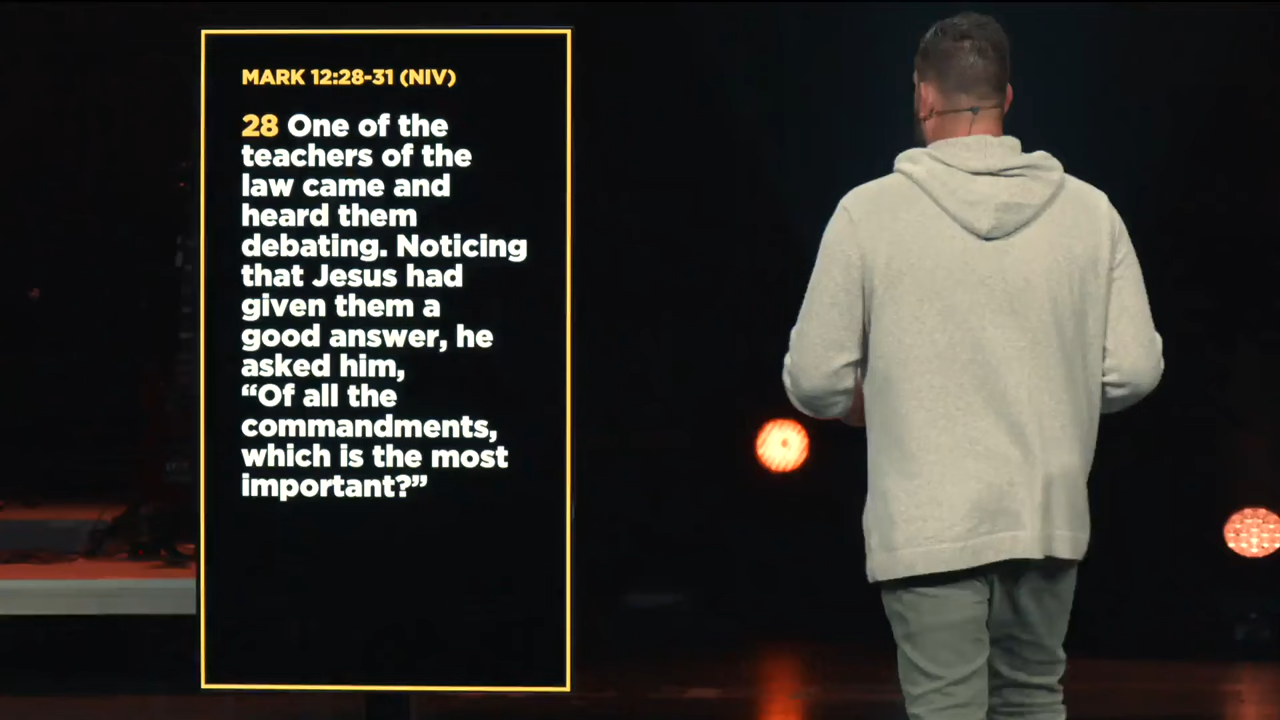 MARK 12:28-31 (NIV)
28 One of the
teachers of the
law came and
heard them
debating. Noticing
that Jesus had
given them a
good answer, he
asked him,
“Of all the
commandments,
which is the most
important?”